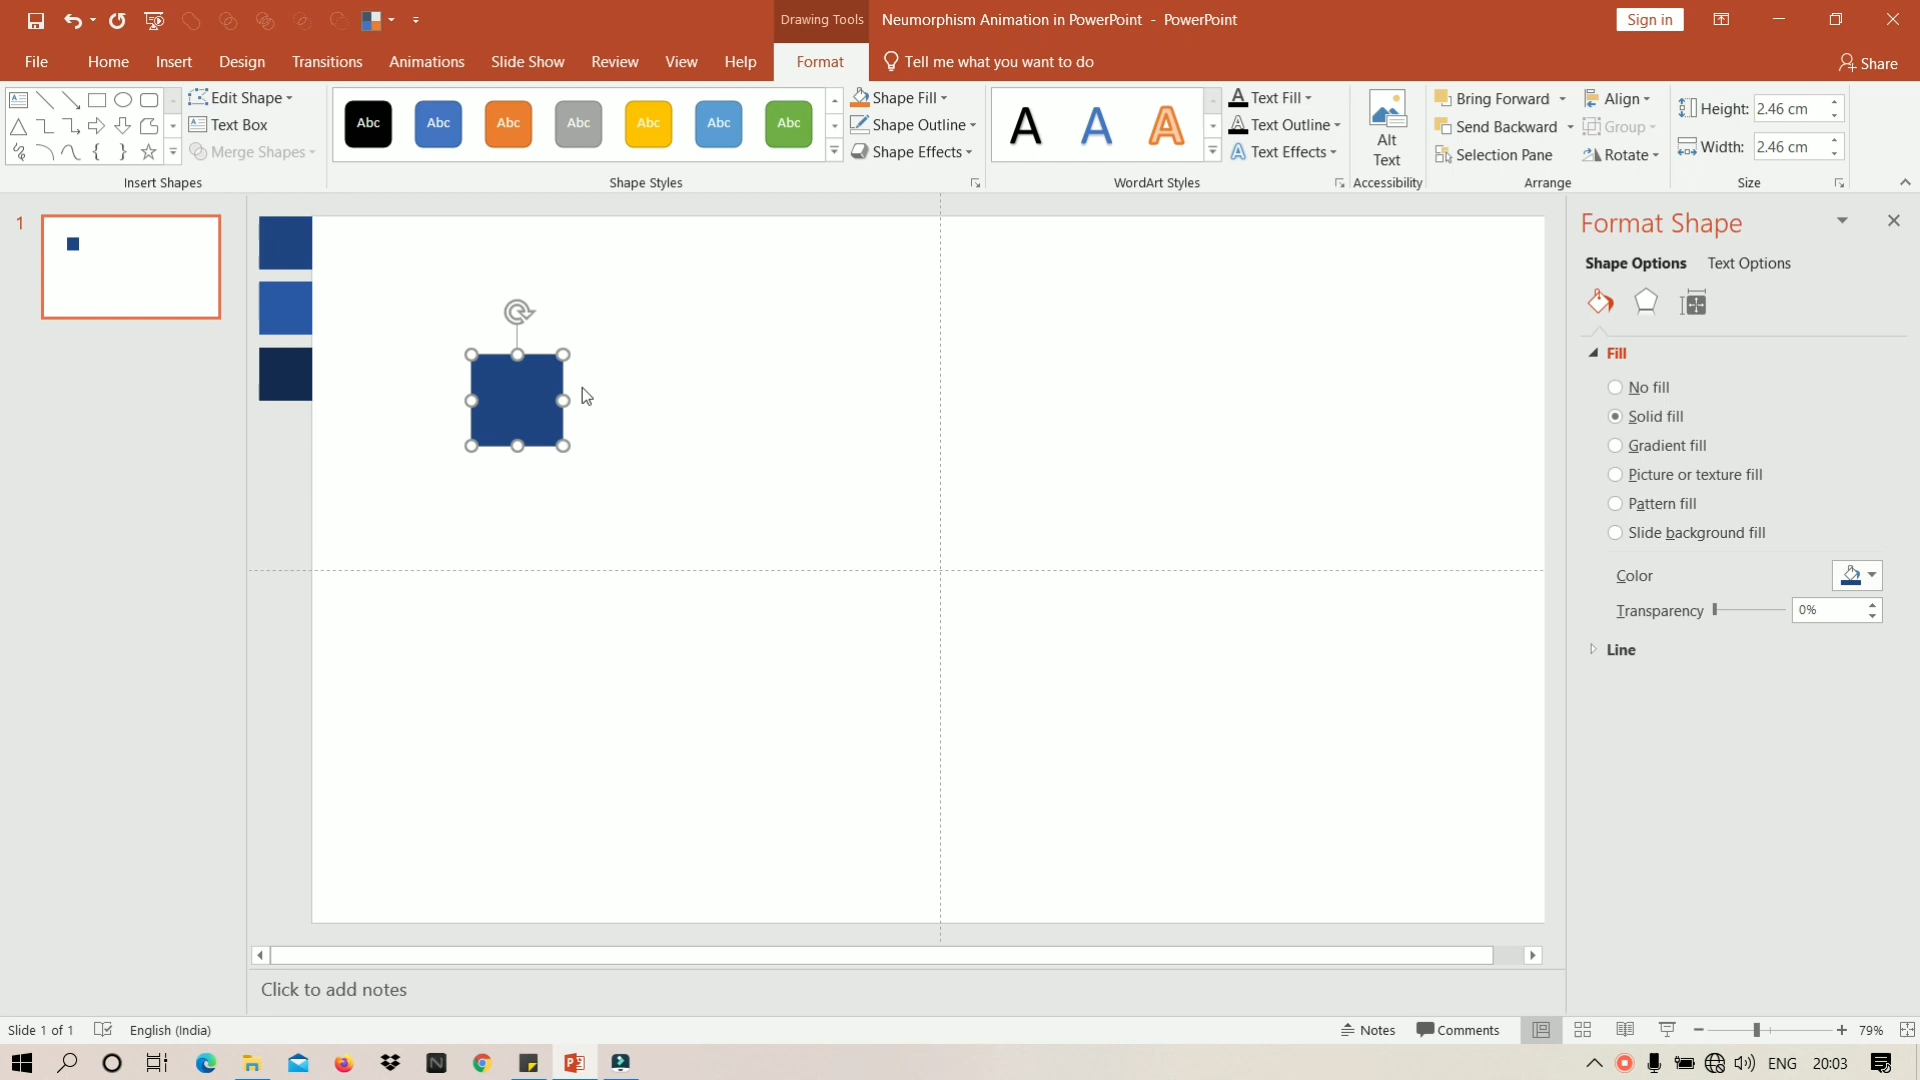 Drawing Tools
Neumorphism Animation in PowerPoint - PowerPoint
Sign in
File
Home
Insert
Design
Transitions
Animations
Slide Show
Review
View
Help
Format
Tell me what you want to do
Share
Edit Shape
Text Box
Merge Shapes
Insert Shapes
Abc
Abc
Abc
Abc
Abc
Abc
Abc
Shape Fill
Shape Outline
Shape Effects
Shape Styles
A
A
A
Text Fill
Text Outline
Text Effects
WordArt Styles
Alt
Text
Accessibility
Bring Forward
Send Backward
Selection Pane
Align
Group
Rotate
Arrange
Height: 2.46 cm
Width: 2.46 cm
Size
1
Format Shape
Shape Options
Text Options
Fill
No fill
Solid fill
Gradient fill
Picture or texture fill
Pattern fill
Slide background fill
Color
Transparency
0%
Line
Click to add notes
Slide 1 of 1
English (India)
Notes
Comments
79%
ENG
20:03